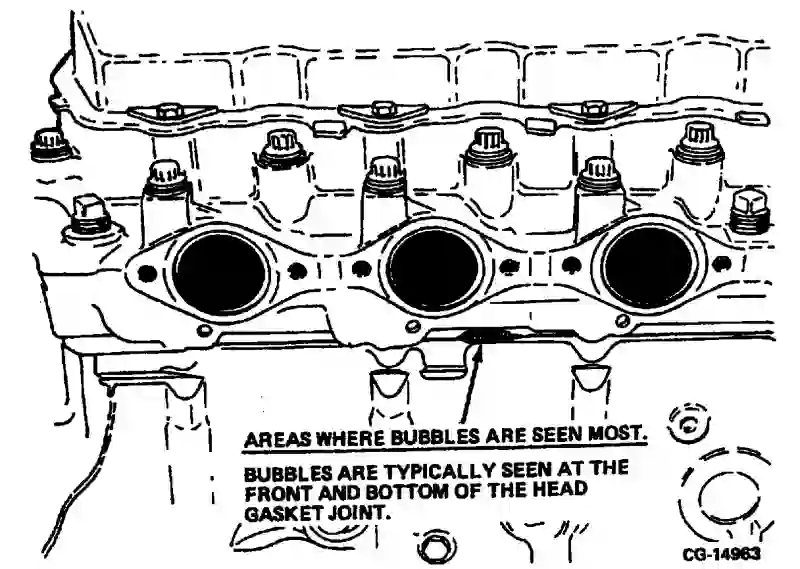 AREAS WHERE BUBBLES ARE SEEN MOST.
BUBBLES ARE TYPICALLY SEEN AT THE
FRONT AND BOTTOM OF THE HEAD
GASKET JOINT.
CG-14963